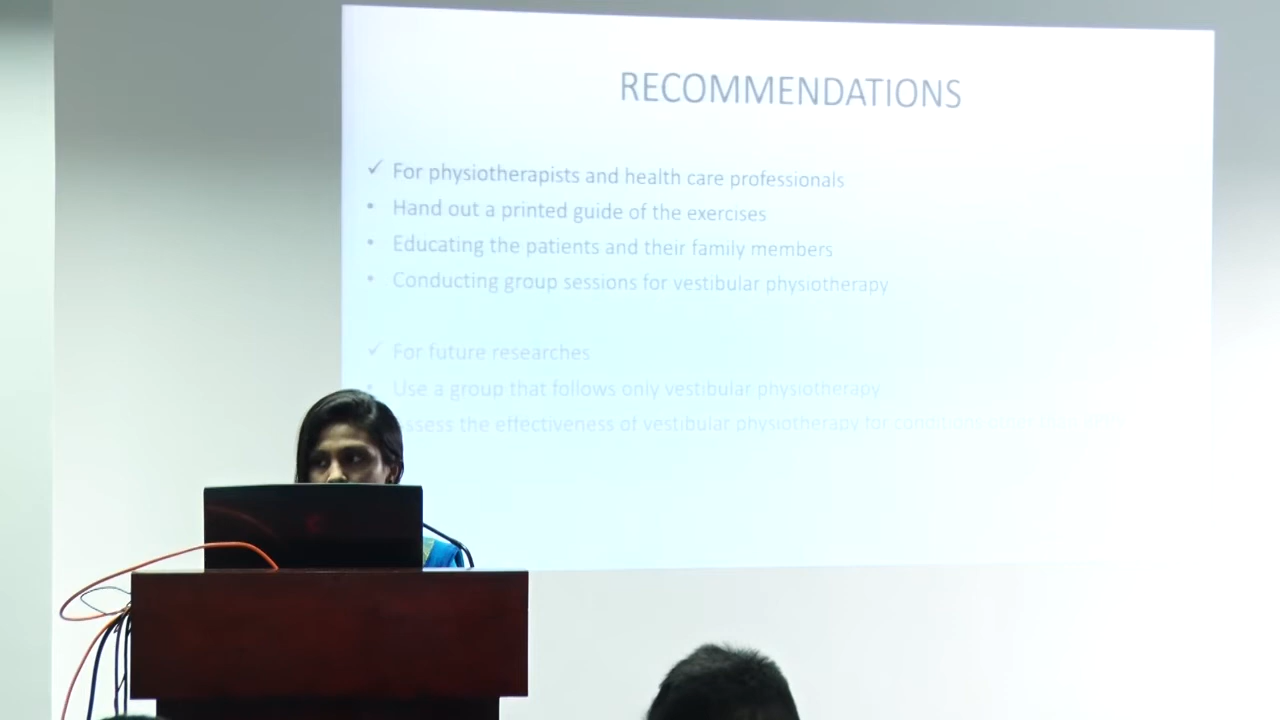 RECOMMENDATIONS
✓ For physiotherapists and health care professionals
• Hand out a printed guide of the exercises
• Educating the patients and their family members
• Conducting group sessions for vestibular physiotherapy
✓ For future researches
• Use a group that follows only vestibular physiotherapy
ssess the effectiveness of vestibular physiotherapy for conditions